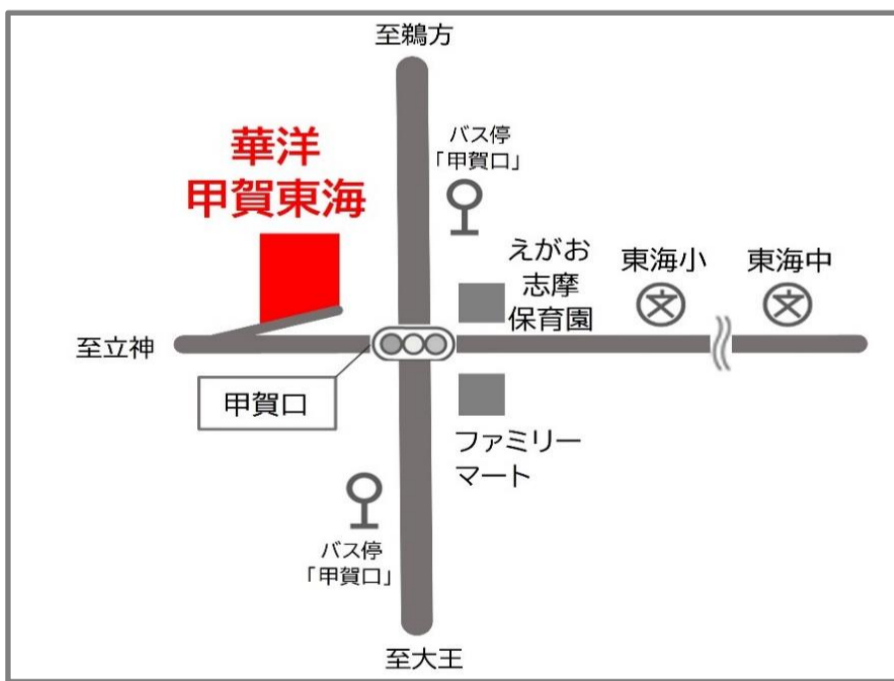 至鵜方
バス停
「甲賀口」
華洋
甲賀東海
えがお
志摩
保育園
東海小
東海中
文
文
至立神
甲賀口
ファミリー
マート
バス停
「甲賀口」
至大王